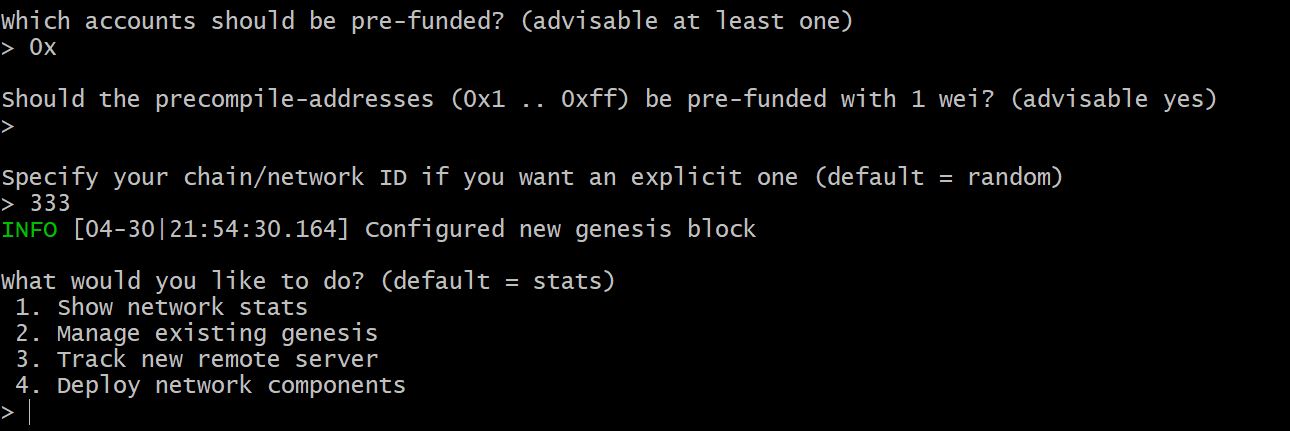 Which accounts should be pre-funded? (advisable at least one)
> 0x
Should the precompile-addresses (0x1 .. 0xff) be pre-funded with 1 wei? (advisable yes)
>
Specify your chain/network ID if you want an explicit one (default = random)
> 333
INFO [04-30|21:54:30.164] Configured new genesis block
What would you like to do? (default = stats)
1. Show network stats
2. Manage existing genesis
3. Track new remote server
4. Deploy network components
>